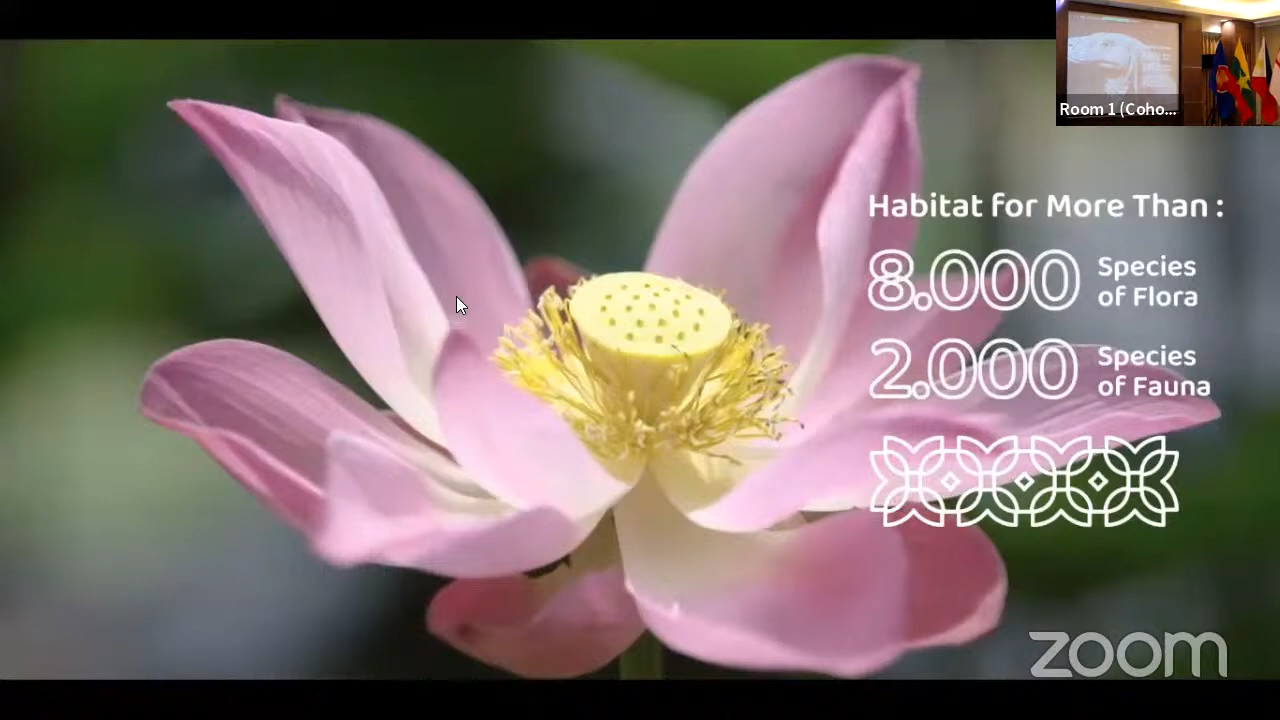 Room 1 (Coho...
Habitat for More Than :
8.000
Species
of Flora
2.000
Species
of Fauna
zoom